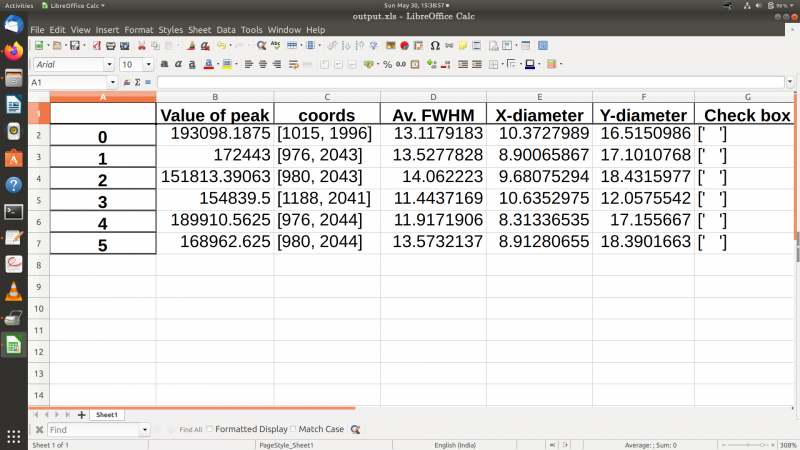 Activities LibreOffice Calc Sun May 30, 15:38:57 98%
output.xls - LibreOffice Calc
File Edit View Insert Format Styles Sheet Data Tools Window Help
Arial 10
A1
A B C D E F G
1 Value of peak coords Av. FWHM X-diameter Y-diameter Check box
2 0 193098.1875 [1015, 1996] 13.1179183 10.3727989 16.5150986 [' ']
3 1 172443 [976, 2043] 13.5277828 8.90065867 17.1010768 [' ']
4 2 151813.39063 [980, 2043] 14.062223 9.68075294 18.4315977 [' ']
5 3 154839.5 [1188, 2041] 11.4437169 10.6352975 12.0575542 [' ']
6 4 189910.5625 [976, 2044] 11.9171906 8.31336535 17.155667 [' ']
7 5 168962.625 [980, 2044] 13.5732137 8.91280655 18.3901663 [' ']
8
9
10
11
12
13
14
Sheet1
Find Find All Formatted Display Match Case
Sheet 1 of 1 PageStyle_Sheet1 English (India) Average: ; Sum: 0 308%